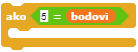 ako 5 = bodovi